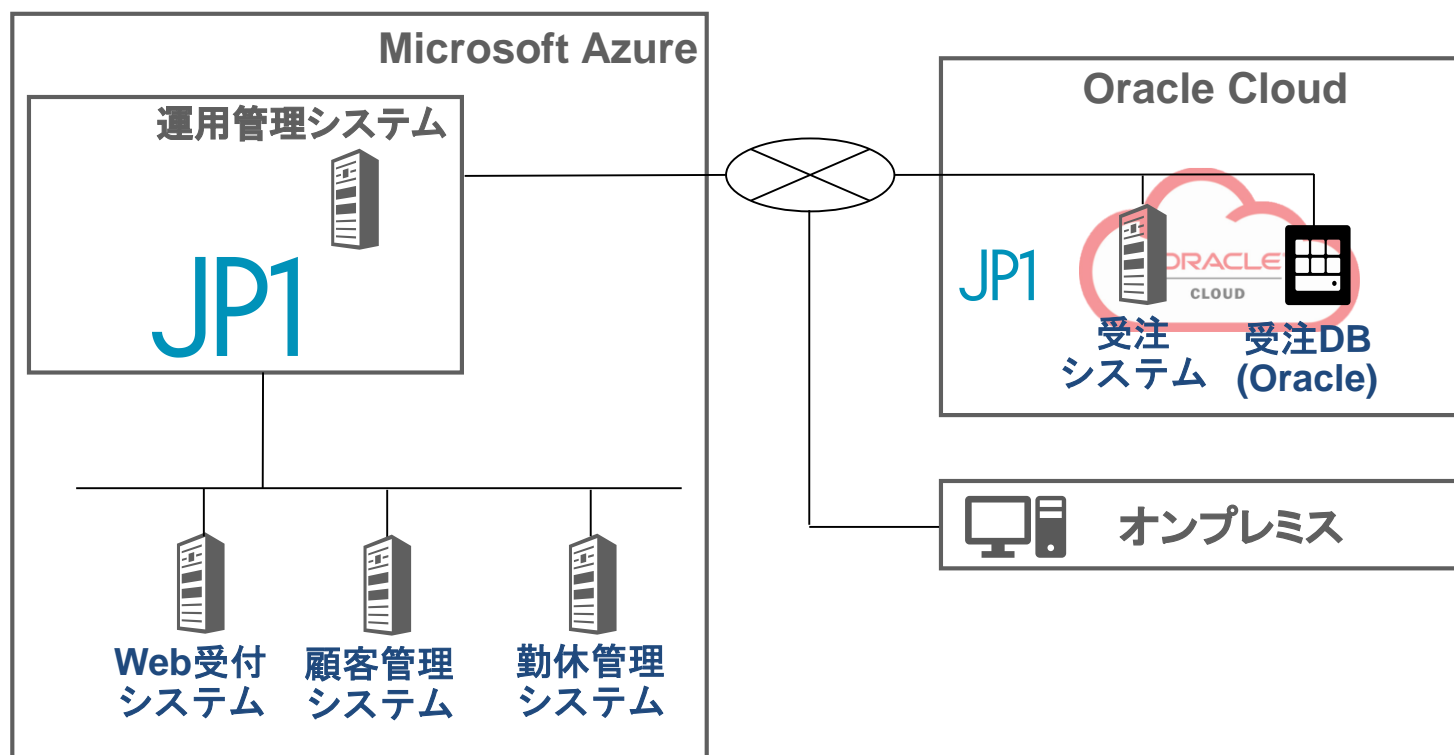 Microsoft Azure
運用管理システム
JP1
Web受付
システム
顧客管理
システム
勤休管理
システム
Oracle Cloud
JP1
ORACLE
CLOUD
受注
システム
受注DB
(Oracle)
オンプレミス